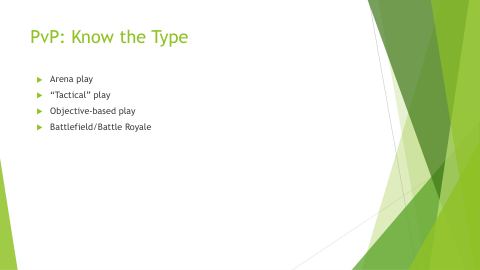 PvP: Know the Type
Arena play
“Tactical” play
Objective-based play
Battlefield/Battle Royale